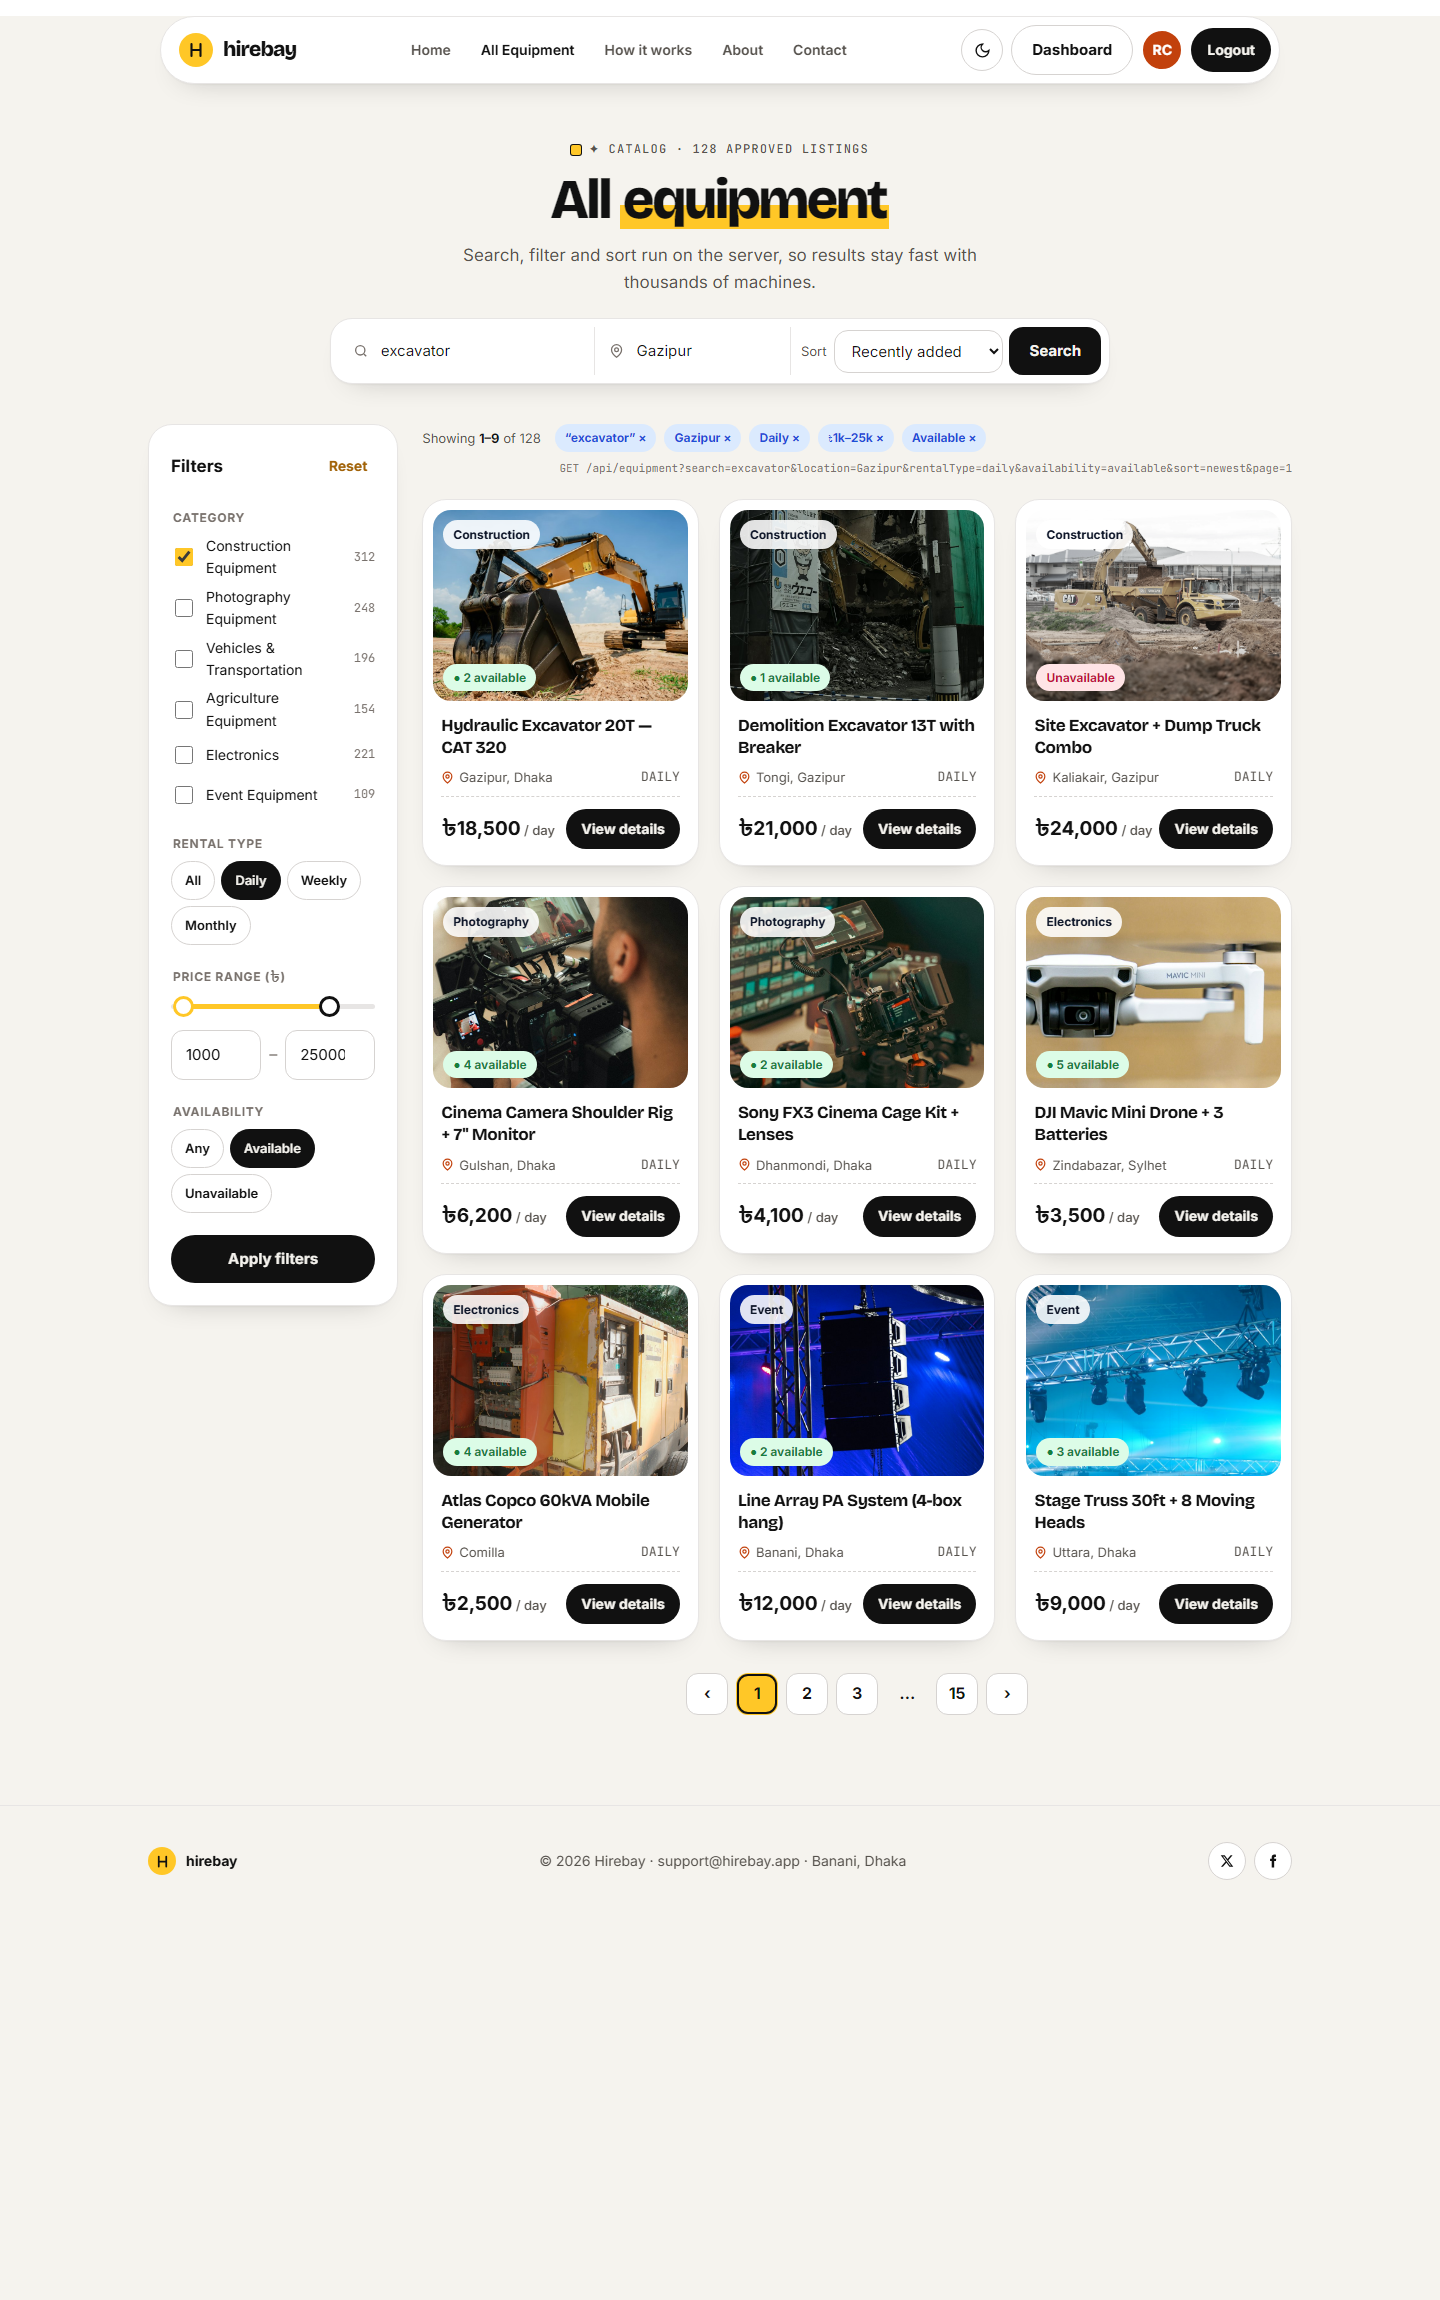 H hirebay Home All Equipment How it works About Contact Dashboard RC Logout
✦ CATALOG · 128 APPROVED LISTINGS
All equipment
Search, filter and sort run on the server, so results stay fast with
thousands of machines.
excavator Gazipur Sort Recently added Search
Filters Reset
CATEGORY
Construction
Equipment 312
Photography
Equipment 248
Vehicles &
Transportation 196
Agriculture
Equipment 154
Electronics 221
Event Equipment 109
RENTAL TYPE
All Daily Weekly
Monthly
PRICE RANGE (৳)
1000 – 25000
AVAILABILITY
Any Available
Unavailable
Apply filters
Showing 1–9 of 128 “excavator” × Gazipur × Daily × ৳1k–25k × Available ×
GET /api/equipment?search=excavator&location=Gazipur&rentalType=daily&availability=available&sort=newest&page=1
Construction
● 2 available
Hydraulic Excavator 20T —
CAT 320
Gazipur, Dhaka DAILY
৳18,500 / day View details
Construction
● 1 available
Demolition Excavator 13T with
Breaker
Tongi, Gazipur DAILY
৳21,000 / day View details
Construction
CAT
Unavailable
Site Excavator + Dump Truck
Combo
Kaliakair, Gazipur DAILY
৳24,000 / day View details
Photography
● 4 available
Cinema Camera Shoulder Rig
+ 7" Monitor
Gulshan, Dhaka DAILY
৳6,200 / day View details
Photography
● 2 available
Sony FX3 Cinema Cage Kit +
Lenses
Dhanmondi, Dhaka DAILY
৳4,100 / day View details
Electronics
MAVIC MINI
● 5 available
DJI Mavic Mini Drone + 3
Batteries
Zindabazar, Sylhet DAILY
৳3,500 / day View details
Electronics
● 4 available
Atlas Copco 60kVA Mobile
Generator
Comilla DAILY
৳2,500 / day View details
Event
● 2 available
Line Array PA System (4-box
hang)
Banani, Dhaka DAILY
৳12,000 / day View details
Event
● 3 available
Stage Truss 30ft + 8 Moving
Heads
Uttara, Dhaka DAILY
৳9,000 / day View details
‹ 1 2 3 … 15 ›
H hirebay © 2026 Hirebay · support@hirebay.app · Banani, Dhaka X f